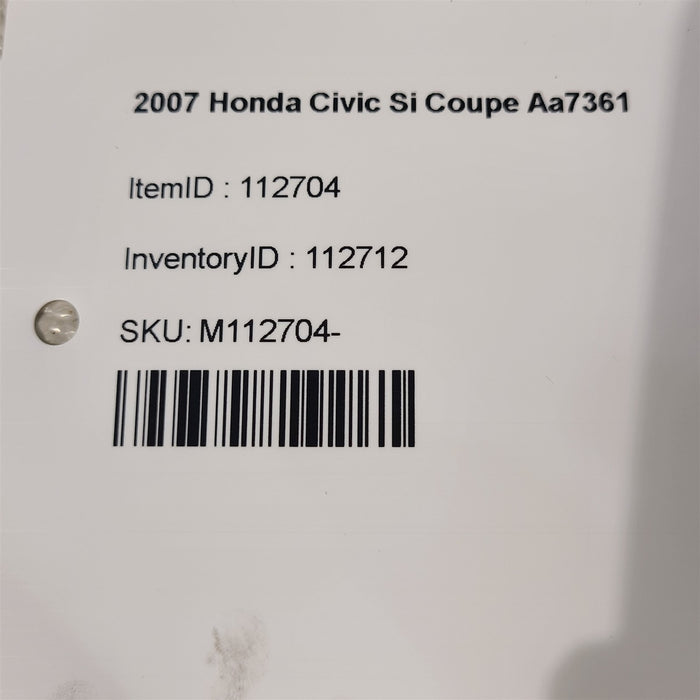 2007 Honda Civic Si Coupe Aa7361
ItemID : 112704
InventoryID : 112712
SKU: M112704-